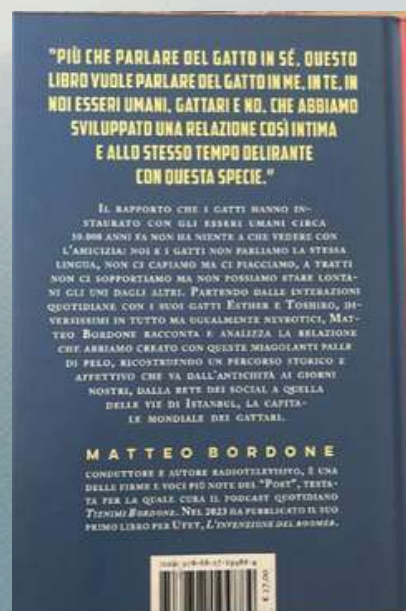 "PIÙ CHE PARLARE DEL GATTO IN SÉ, QUESTO
LIBRO VUOLE PARLARE DEL GATTO IN ME, IN TE, IN
NOI ESSERI UMANI, GATTARI E NO, CHE ABBIAMO
SVILUPPATO UNA RELAZIONE COSÌ INTIMA
E ALLO STESSO TEMPO DELIRANTE
CON QUESTA SPECIE."
IL RAPPORTO CHE I GATTI HANNO IN-
STAURATO CON GLI ESSERI UMANI CIRCA
10.000 ANNI FA NON HA NIENTE A CHE VEDERE CON
L'AMICIZIA: NOI E I GATTI NON PARLIAMO LA STESSA
LINGUA, NON CI CAPIAMO MA CI PIACCIAMO, A TRATTI
NON CI SOPPORTIAMO MA NON POSSIAMO STARE LONTA-
NI GLI UNI DAGLI ALTRI. PARTENDO DALLE INTERAZIONI
QUOTIDIANE CON I SUOI GATTI ESTHER E TOSHIRO, DI-
VERSISSIMI IN TUTTO MA UGUALMENTE NEVROTICI, MAT-
TEO BORDONE RACCONTA E ANALIZZA LA RELAZIONE
CHE ABBIAMO CREATO CON QUESTE MIAGOLANTI PALLE
DI PELO, RICOSTRUENDO UN PERCORSO STORICO E
AFFETTIVO CHE VA DALL'ANTICHITÀ AI GIORNI
NOSTRI, DALLA RETE DEI SOCIAL A QUELLA
DELLE VIE DI ISTANBUL, LA CAPITA-
LE MONDIALE DEI GATTARI.
MATTEO BORDONE
CONDUTTORE E AUTORE RADIOTELEVISIVO, È UNA
DELLE FIRME E VOCI PIÙ NOTE DEL "POST", TESTA-
TA PER LA QUALE CURA IL PODCAST QUOTIDIANO
TIENIMI BORDONE. NEL 2023 HA PUBBLICATO IL SUO
PRIMO LIBRO PER UTET, L'INVENZIONE DEL BOOMER.
€ 17,00